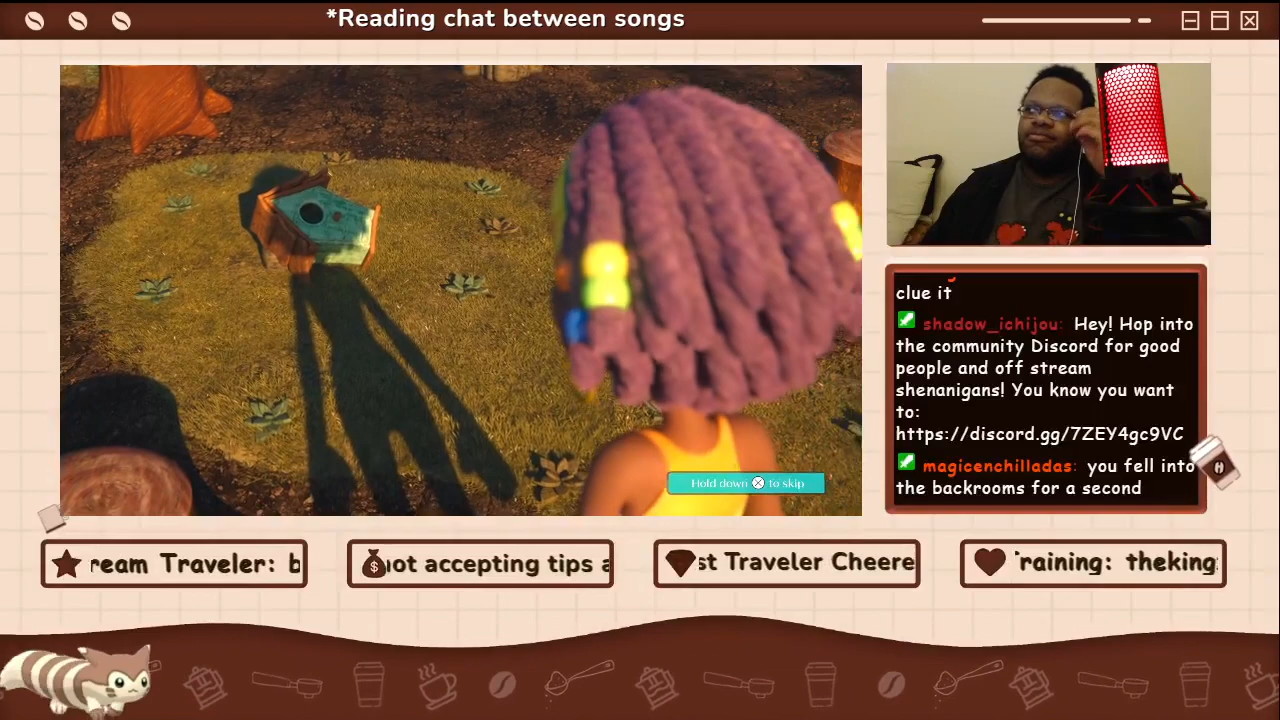 *Reading chat between songs
clue it
shadow_ichijou: Hey! Hop into
the community Discord for good
people and off stream
shenanigans! You know you want
to:
https://discord.gg/7ZEY4gc9VC
magicenchilladas: you fell into
the backrooms for a second
Hold down to skip
ream Traveler: b
not accepting tips a
st Traveler Cheere
raining: theking